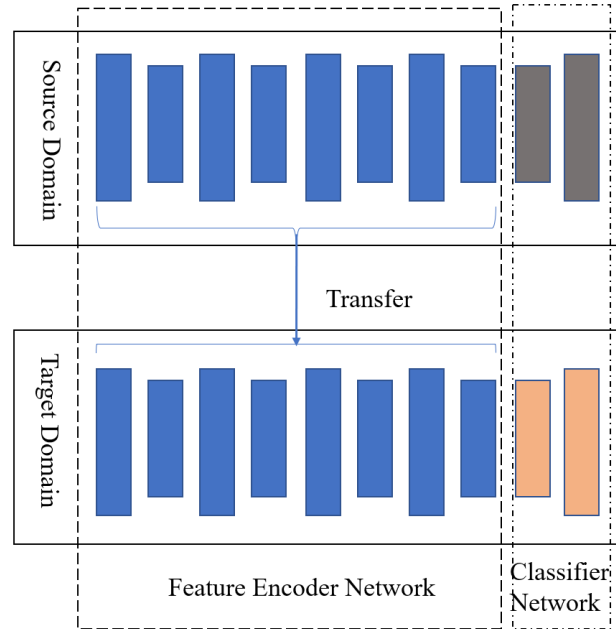 Source Domain
Transfer
Target Domain
Feature Encoder Network
Classifier
Network